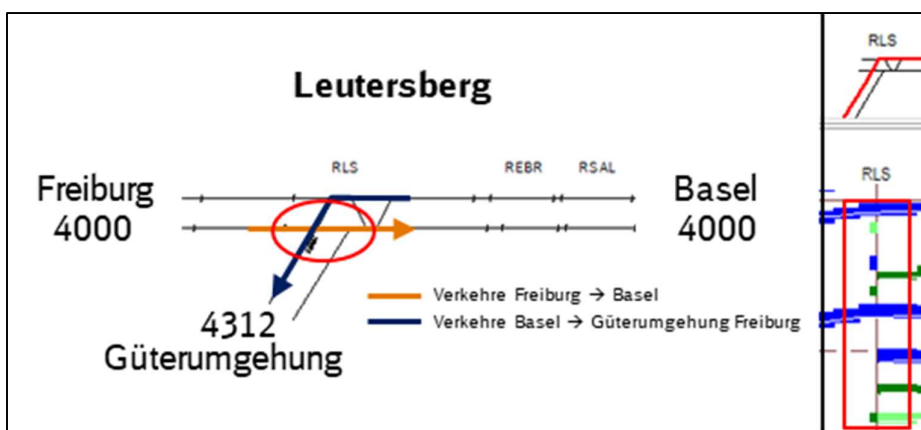 Leutersberg
RLS
REBR
RSAL
Freiburg
4000
Basel
4000
Verkehre Freiburg → Basel
Verkehre Basel → Güterumgehung Freiburg
4312
Güterumgehung
RLS
RLS